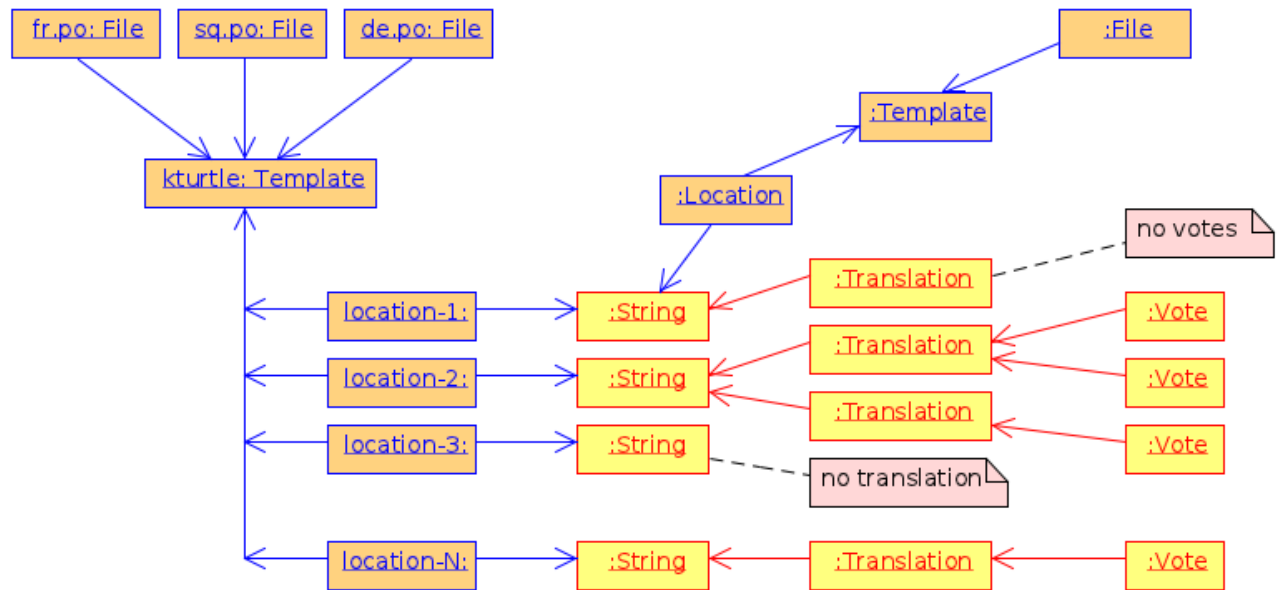 fr.po: File
sq.po: File
de.po: File
:File
:Template
kturtle: Template
:Location
no votes
:Translation
location-1:
:String
:Vote
:Translation
location-2:
:String
:Vote
:Translation
location-3:
:String
:Vote
no translation
location-N:
:String
:Translation
:Vote